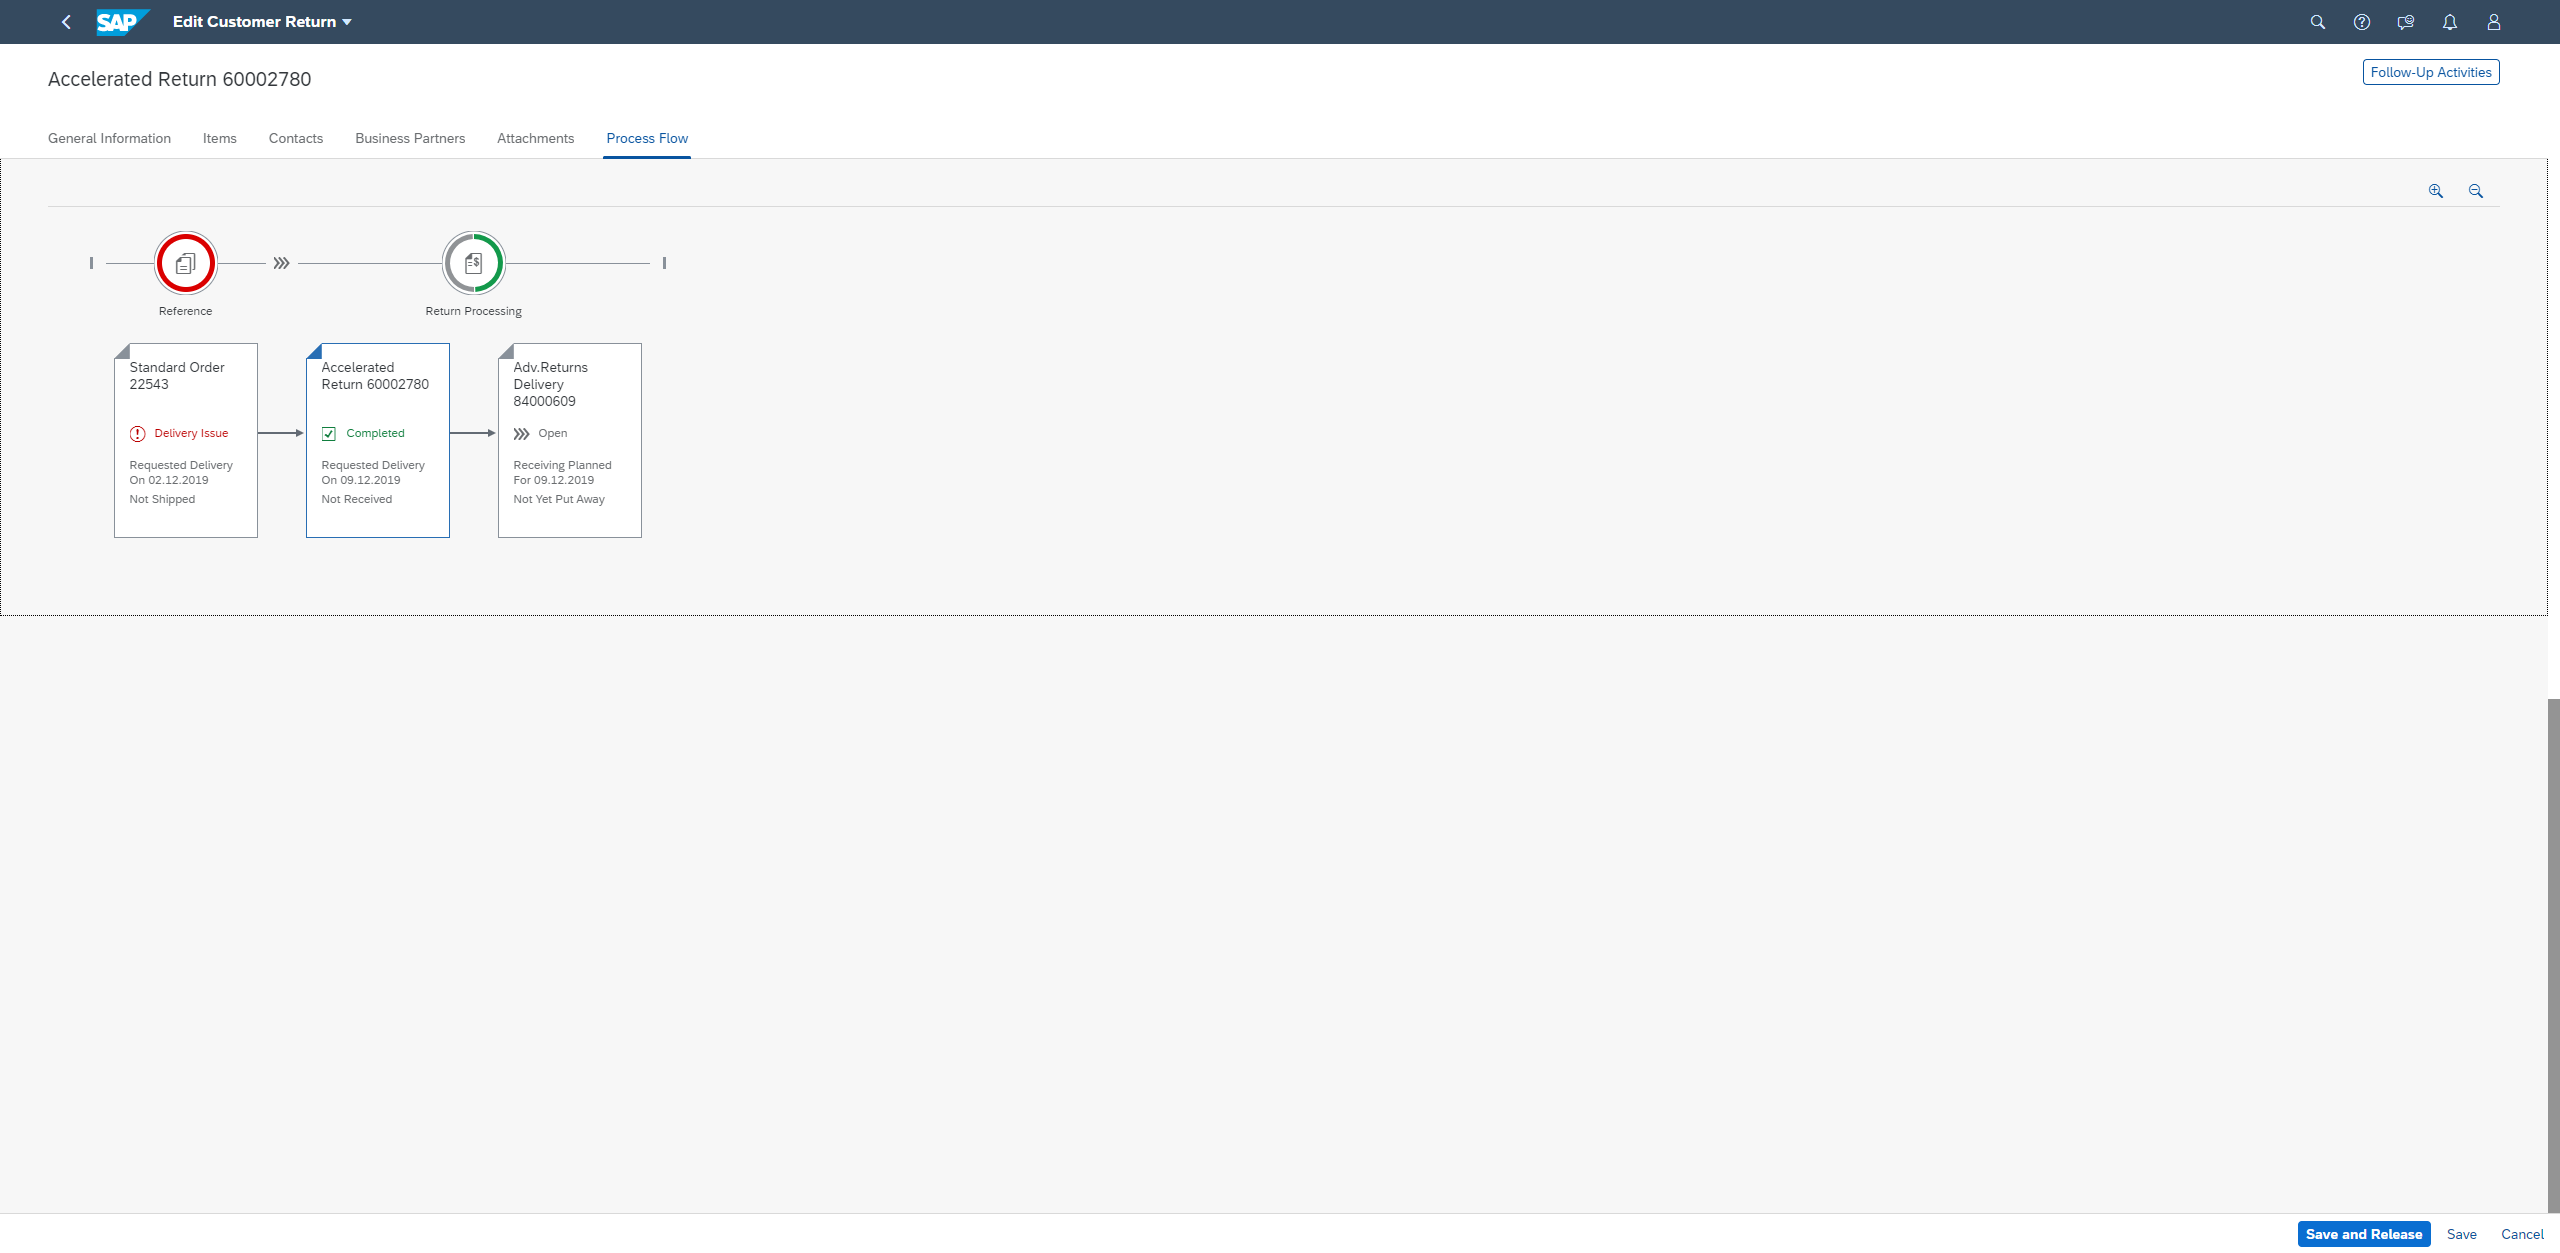 SAP
Edit Customer Return
Accelerated Return 60002780
Follow-Up Activities
General Information
Items
Contacts
Business Partners
Attachments
Process Flow
Reference
Return Processing
Standard Order
22543
Delivery Issue
Requested Delivery
On 02.12.2019
Not Shipped
Accelerated
Return 60002780
Completed
Requested Delivery
On 09.12.2019
Not Received
Adv.Returns
Delivery
84000609
Open
Receiving Planned
For 09.12.2019
Not Yet Put Away
Save and Release
Save
Cancel